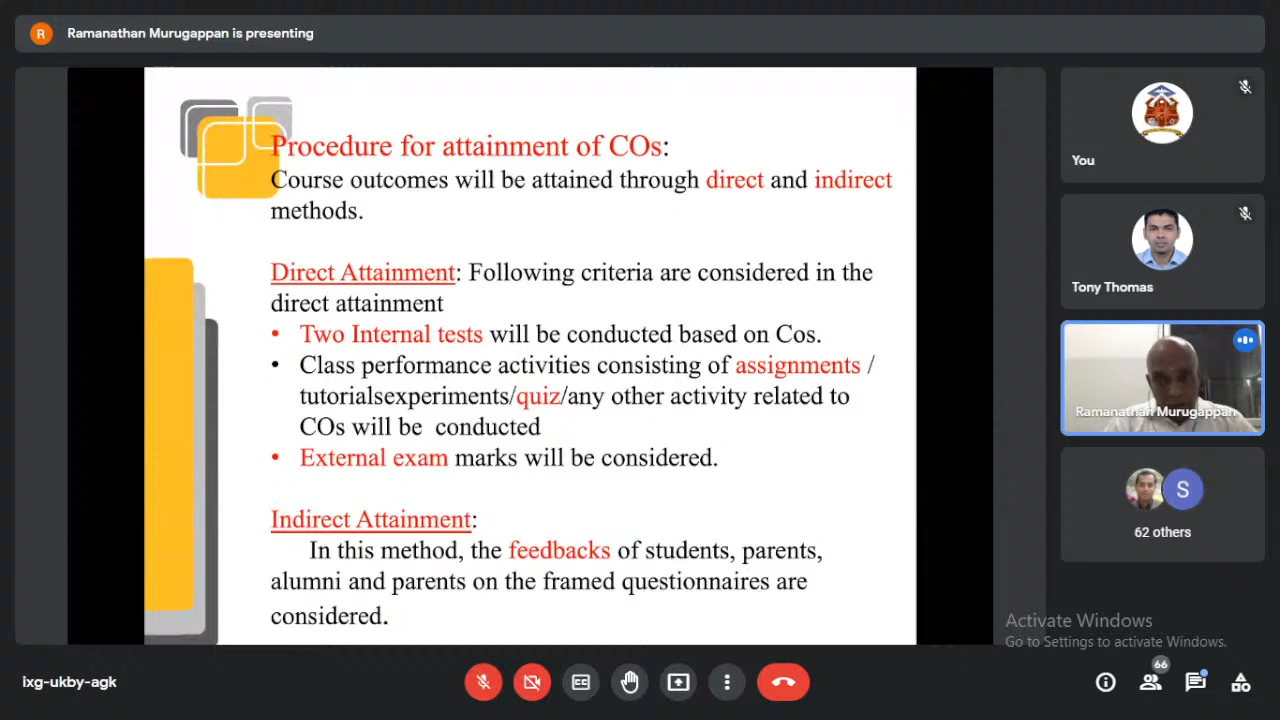 R
Ramanathan Murugappan is presenting
Procedure for attainment of COs:
Course outcomes will be attained through direct and indirect
methods.
Direct Attainment: Following criteria are considered in the
direct attainment
• Two Internal tests will be conducted based on Cos.
• Class performance activities consisting of assignments /
tutorialsexperiments/quiz/any other activity related to
COs will be conducted
• External exam marks will be considered.
Indirect Attainment:
In this method, the feedbacks of students, parents,
alumni and parents on the framed questionnaires are
considered.
You
Tony Thomas
Ramanathan Murugappan
S
62 others
Activate Windows
Go to Settings to activate Windows.
ixg-ukby-agk
66